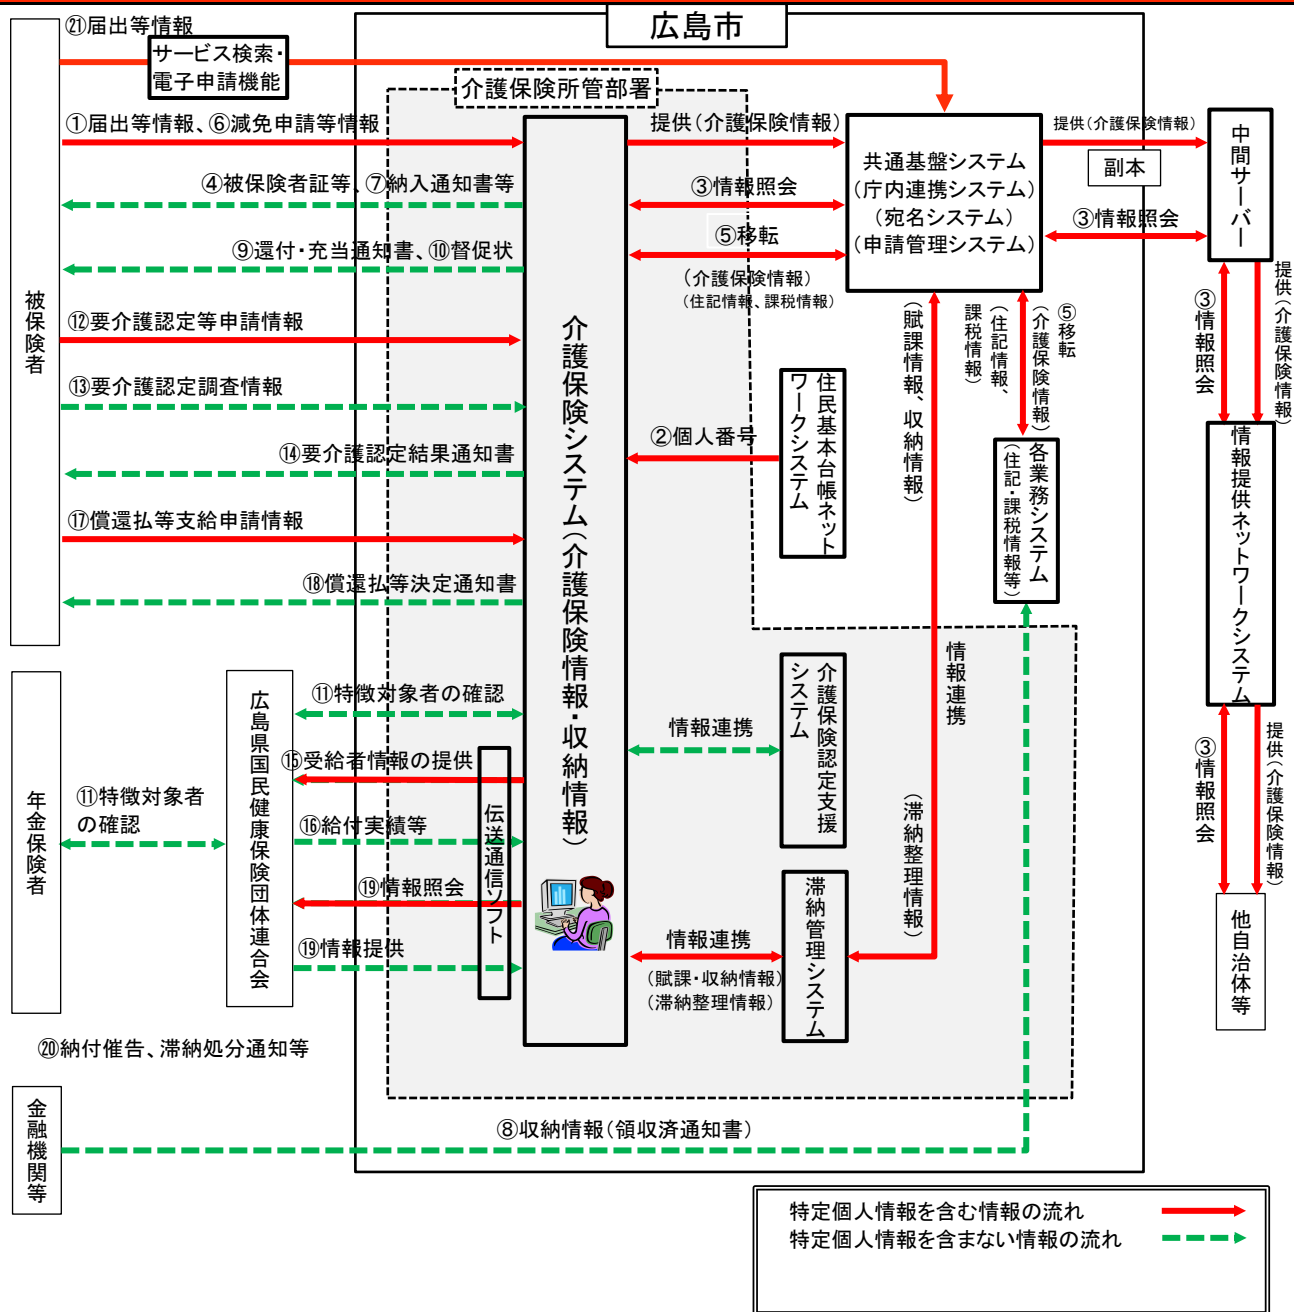 ㉑届出等情報
広島市
サービス検索・
電子申請機能
介護保険所管部署
①届出等情報、⑥減免申請等情報
提供(介護保険情報)
提供(介護保険情報)
副本
共通基盤システム
(庁内連携システム)
(宛名システム)
(申請管理システム)
中間サーバー
④被保険者証等、⑦納入通知書等
③情報照会
③情報照会
⑤移転
(介護保険情報)
(住記情報、課税情報)
⑨還付・充当通知書、⑩督促状
被保険者
⑫要介護認定等申請情報
⑬要介護認定調査情報
⑭要介護認定結果通知書
⑰償還払等支給申請情報
⑱償還払等決定通知書
介護保険システム(介護保険情報・収納情報)
②個人番号
住民基本台帳ネット
ワークシステム
(賦課情報、収納情報)
⑤移転
(介護保険情報)
(住記情報、
課税情報)
各業務システム
(住記・課税情報等)
③情報照会
提供(介護保険情報)
情報提供ネットワークシステム
③情報照会
提供(介護保険情報)
他自治体等
情報連携
(滞納整理情報)
年金保険者
⑪特徴対象者
の確認
広島県国民健康保険団体連合会
⑪特徴対象者の確認
⑮受給者情報の提供
⑯給付実績等
⑲情報照会
⑲情報提供
伝送通信ソフト
情報連携
介護保険認定支援
システム
情報連携
(賦課・収納情報)
(滞納整理情報)
滞納管理システム
⑳納付催告、滞納処分通知等
金融機関等
⑧収納情報(領収済通知書)
特定個人情報を含む情報の流れ
特定個人情報を含まない情報の流れ